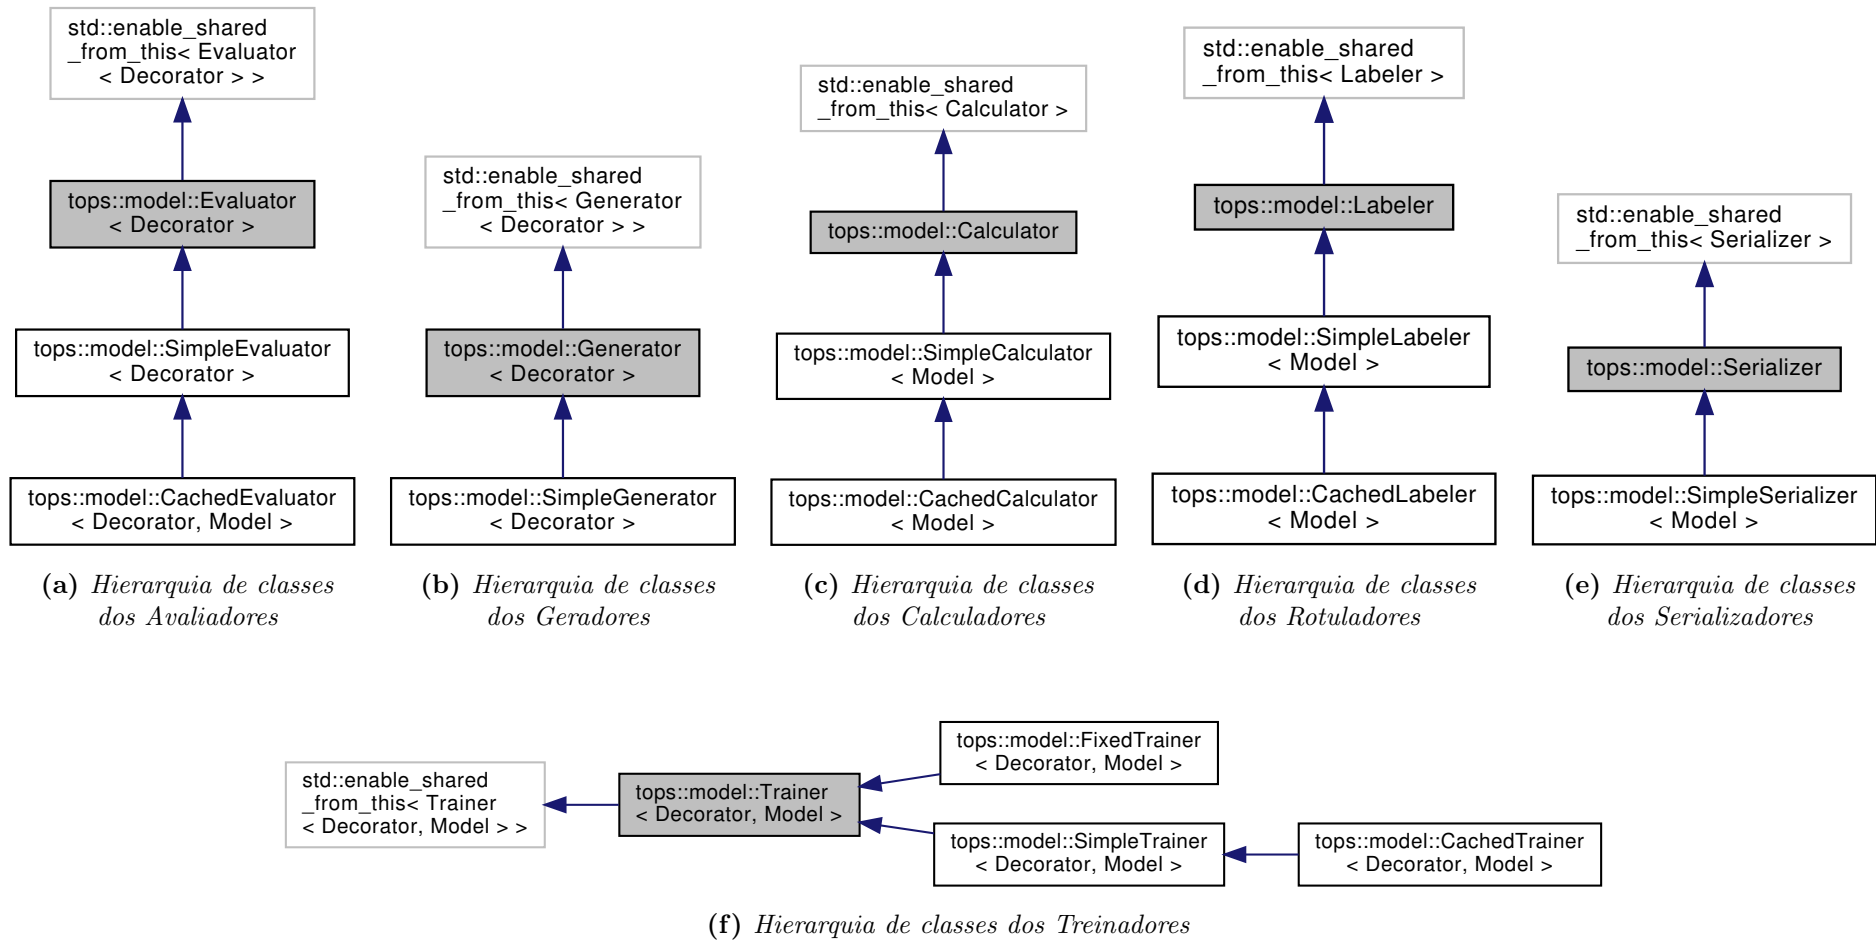 std::enable_shared
_from_this< Evaluator
< Decorator > >
tops::model::Evaluator
< Decorator >
tops::model::SimpleEvaluator
< Decorator >
tops::model::CachedEvaluator
< Decorator, Model >
(a) Hierarquia de classes
dos Avaliadores
std::enable_shared
_from_this< Generator
< Decorator > >
tops::model::Generator
< Decorator >
tops::model::SimpleGenerator
< Decorator >
(b) Hierarquia de classes
dos Geradores
std::enable_shared
_from_this< Calculator >
tops::model::Calculator
tops::model::SimpleCalculator
< Model >
tops::model::CachedCalculator
< Model >
(c) Hierarquia de classes
dos Calculadores
std::enable_shared
_from_this< Labeler >
tops::model::Labeler
tops::model::SimpleLabeler
< Model >
tops::model::CachedLabeler
< Model >
(d) Hierarquia de classes
dos Rotuladores
std::enable_shared
_from_this< Serializer >
tops::model::Serializer
tops::model::SimpleSerializer
< Model >
(e) Hierarquia de classes
dos Serializadores
std::enable_shared
_from_this< Trainer
< Decorator, Model > >
tops::model::Trainer
< Decorator, Model >
tops::model::FixedTrainer
< Decorator, Model >
tops::model::SimpleTrainer
< Decorator, Model >
tops::model::CachedTrainer
< Decorator, Model >
(f) Hierarquia de classes dos Treinadores